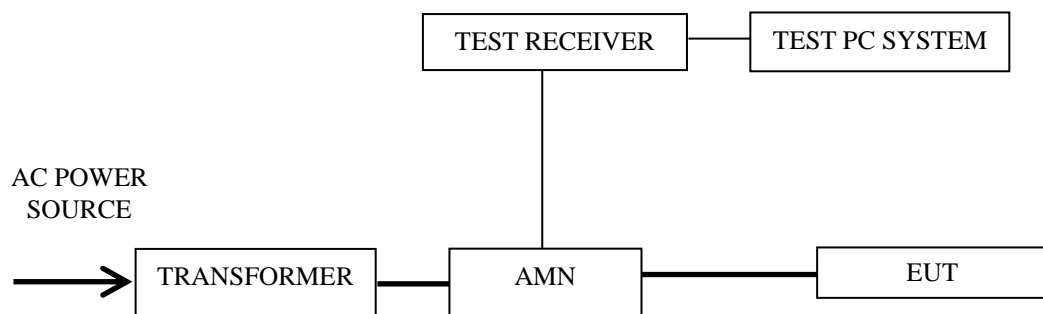 TEST RECEIVER
TEST PC SYSTEM
AC POWER
SOURCE
TRANSFORMER
AMN
EUT